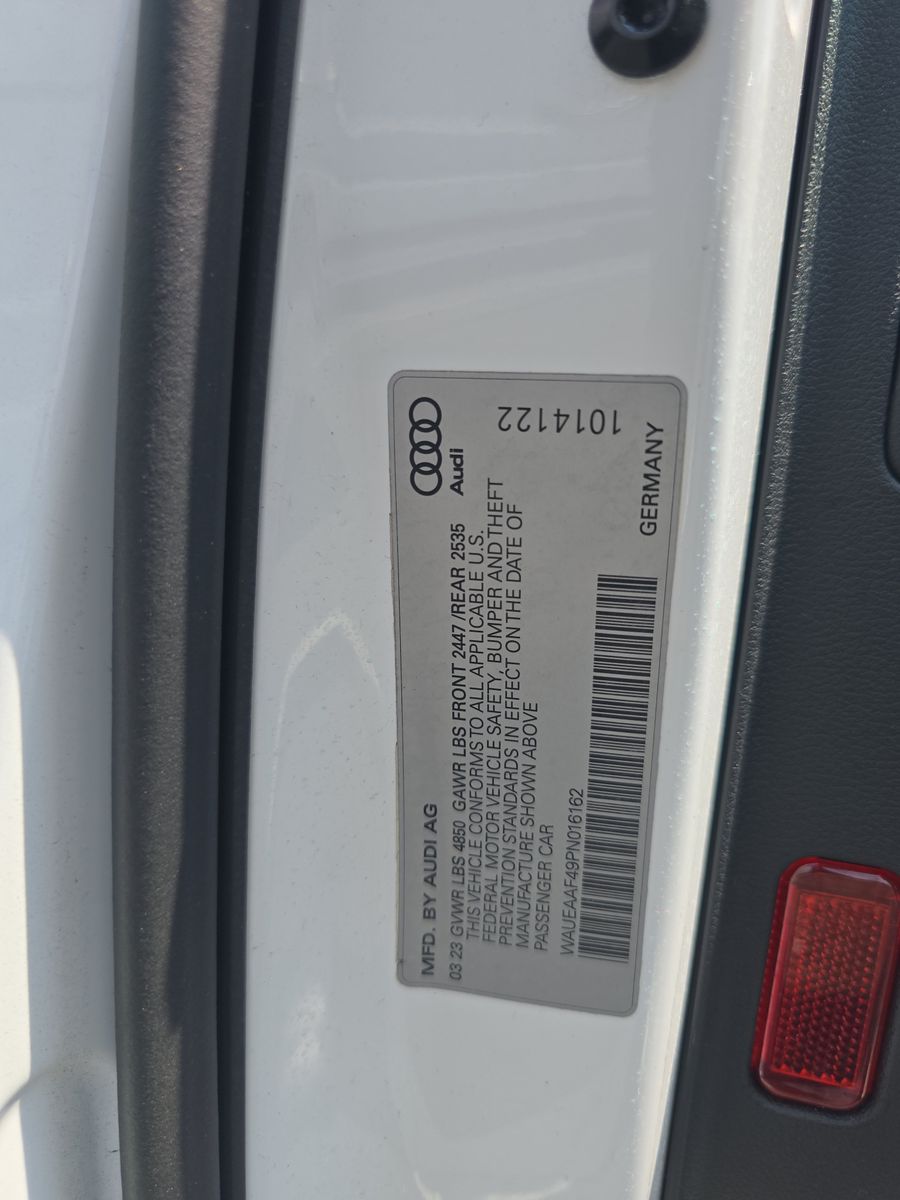 MFD. BY AUDI AG
Audi
03 23 GVWR LBS 4850 GAWR LBS FRONT 2447 /REAR 2535
THIS VEHICLE CONFORMS TO ALL APPLICABLE U.S.
FEDERAL MOTOR VEHICLE SAFETY, BUMPER AND THEFT
PREVENTION STANDARDS IN EFFECT ON THE DATE OF
MANUFACTURE SHOWN ABOVE
PASSENGER CAR
1014122
WAUEAAF49PN016162
GERMANY